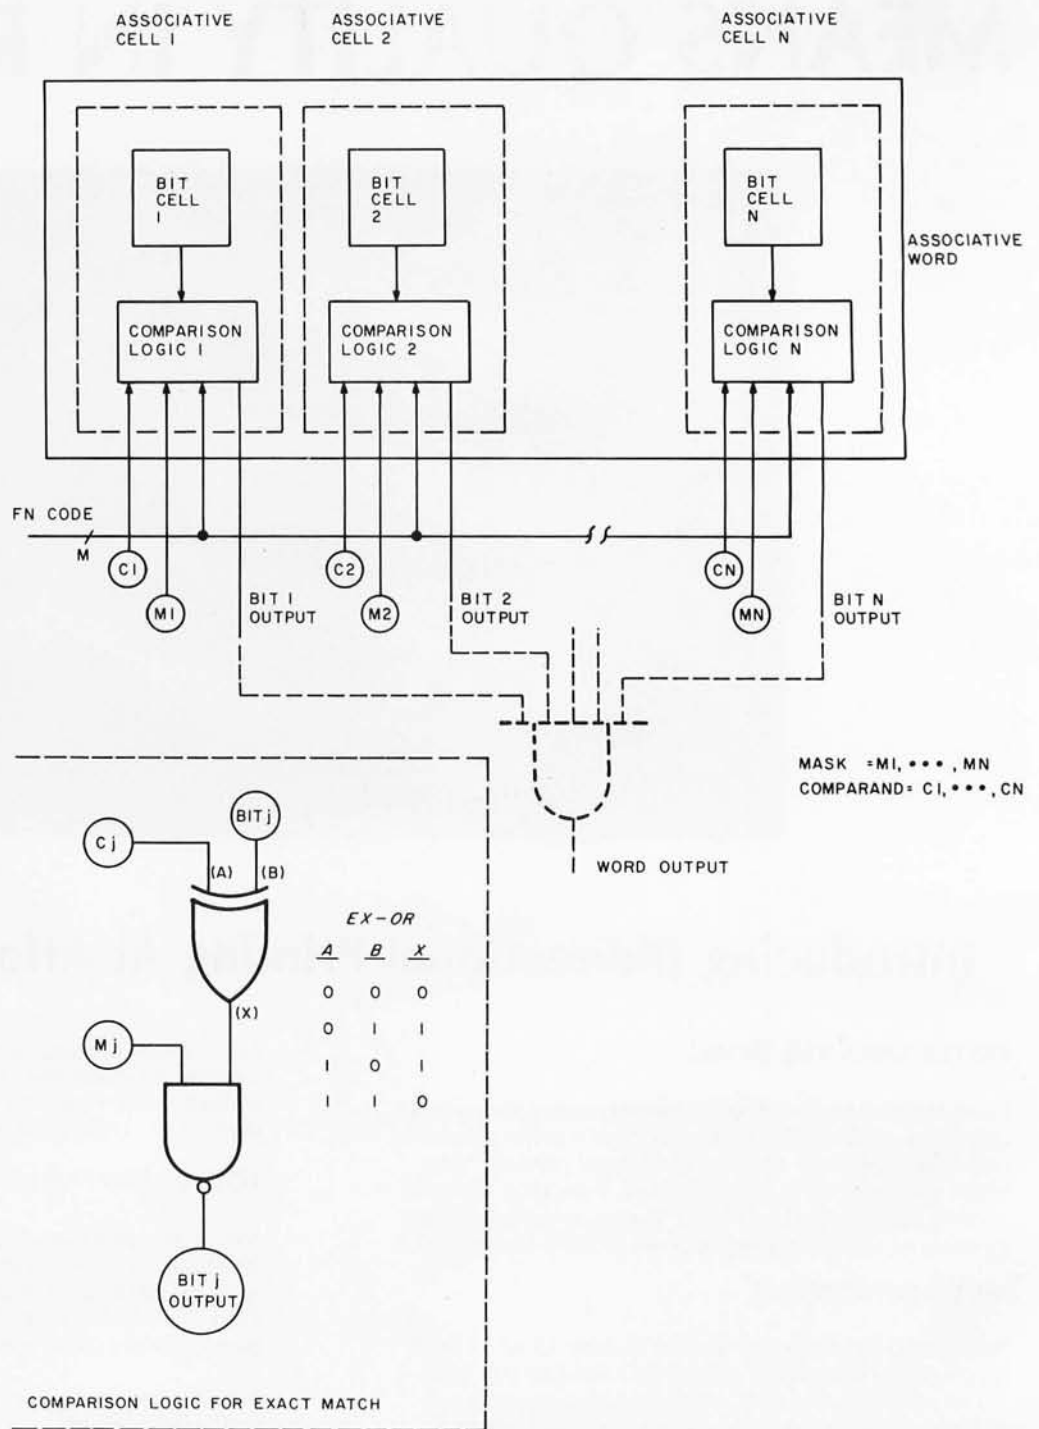 ASSOCIATIVE CELL 1
ASSOCIATIVE CELL 2
ASSOCIATIVE CELL N
BIT CELL 1
BIT CELL 2
BIT CELL N
ASSOCIATIVE WORD
COMPARISON LOGIC 1
COMPARISON LOGIC 2
COMPARISON LOGIC N
FN CODE
M
C1
C2
CN
M1
M2
MN
BIT 1 OUTPUT
BIT 2 OUTPUT
BIT N OUTPUT
MASK =M1, •••, MN
COMPARAND= C1, •••, CN
WORD OUTPUT
BIT j
Cj
(A) (B)
EX-OR
A B X
0 0 0
0 1 1
1 0 1
1 1 0
(X)
Mj
BIT j OUTPUT
COMPARISON LOGIC FOR EXACT MATCH